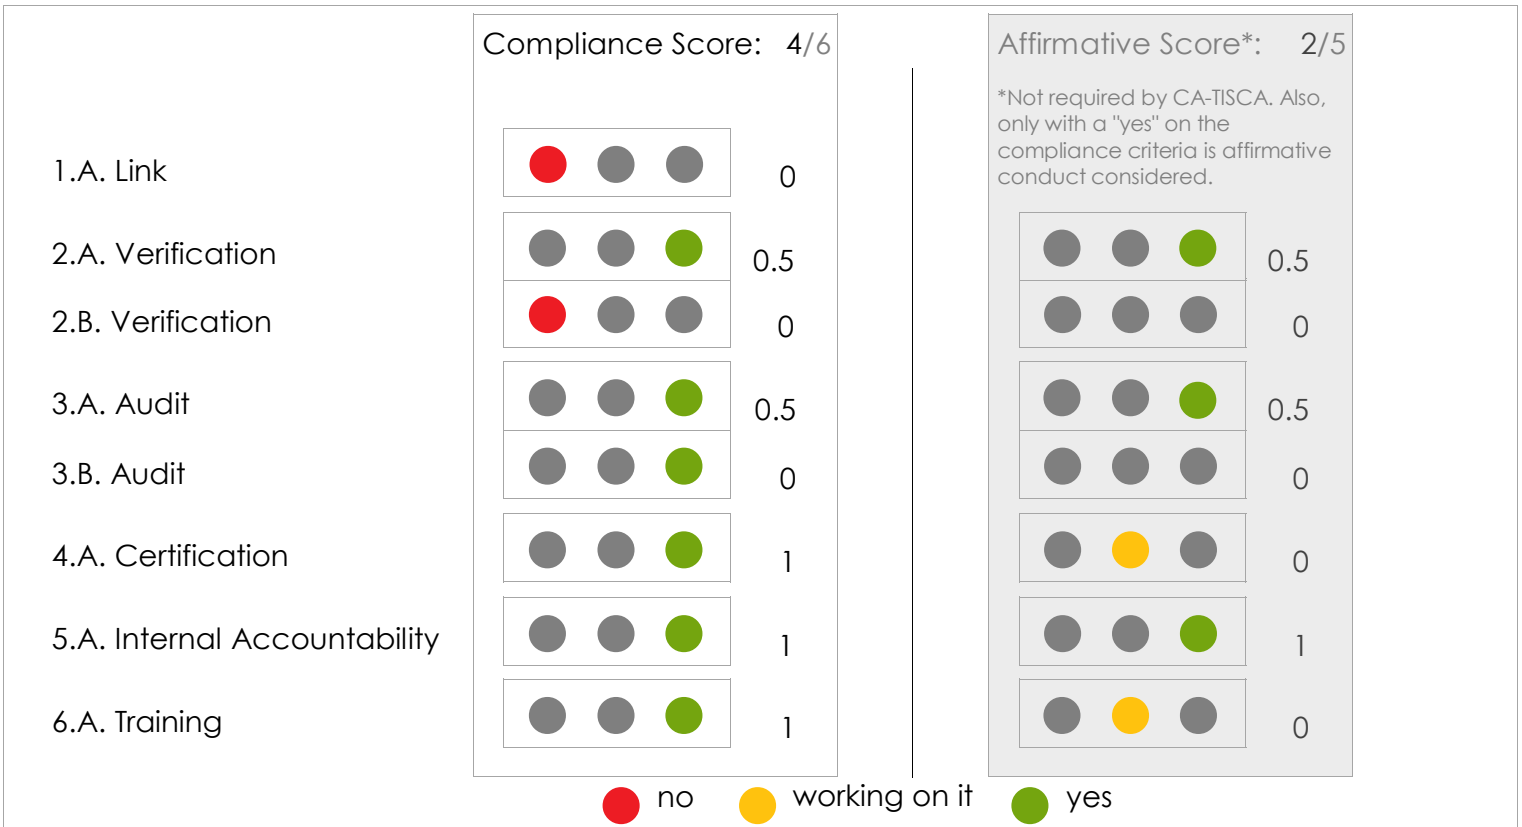 Compliance Score: 4/6
Affirmative Score*: 2/5
*Not required by CA-TISCA. Also,
only with a "yes" on the
compliance criteria is affirmative
conduct considered.
1.A. Link 0
2.A. Verification 0.5 0.5
2.B. Verification 0 0
3.A. Audit 0.5 0.5
3.B. Audit 0 0
4.A. Certification 1 0
5.A. Internal Accountability 1 1
6.A. Training 1 0
no working on it yes